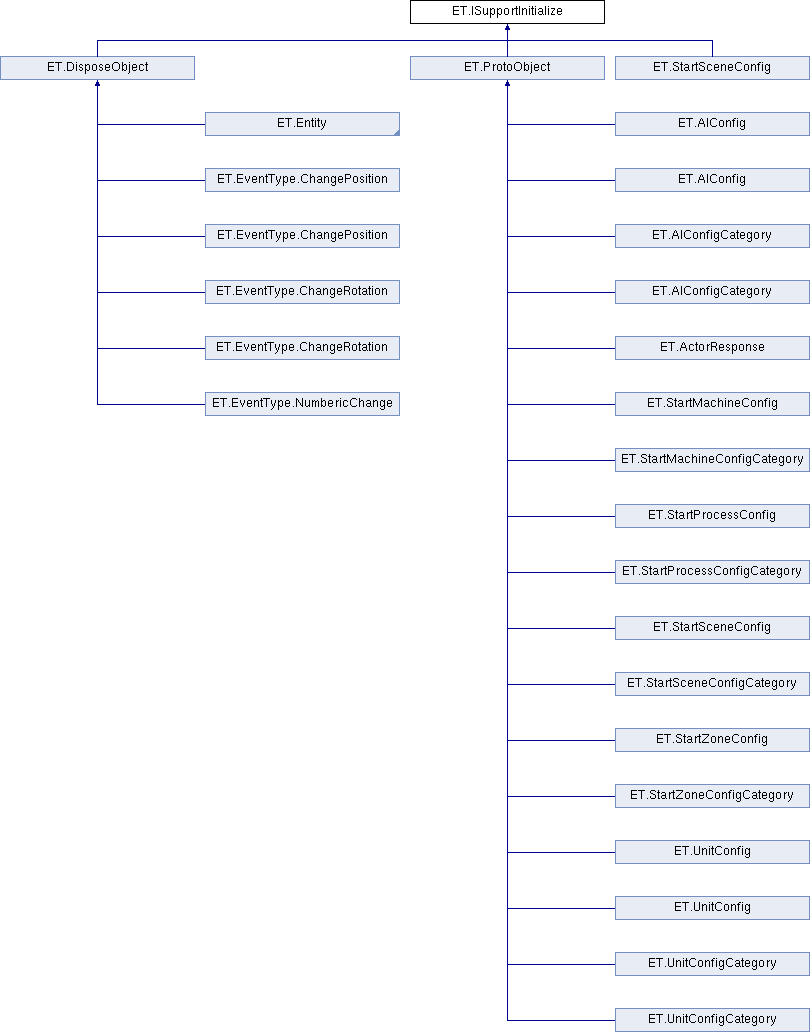 ET.ISupportInitialize
ET.DisposeObject
ET.ProtoObject
ET.StartSceneConfig
ET.Entity
ET.AIConfig
ET.EventType.ChangePosition
ET.AIConfig
ET.EventType.ChangePosition
ET.AIConfigCategory
ET.EventType.ChangeRotation
ET.AIConfigCategory
ET.EventType.ChangeRotation
ET.ActorResponse
ET.EventType.NumbericChange
ET.StartMachineConfig
ET.StartMachineConfigCategory
ET.StartProcessConfig
ET.StartProcessConfigCategory
ET.StartSceneConfig
ET.StartSceneConfigCategory
ET.StartZoneConfig
ET.StartZoneConfigCategory
ET.UnitConfig
ET.UnitConfig
ET.UnitConfigCategory
ET.UnitConfigCategory